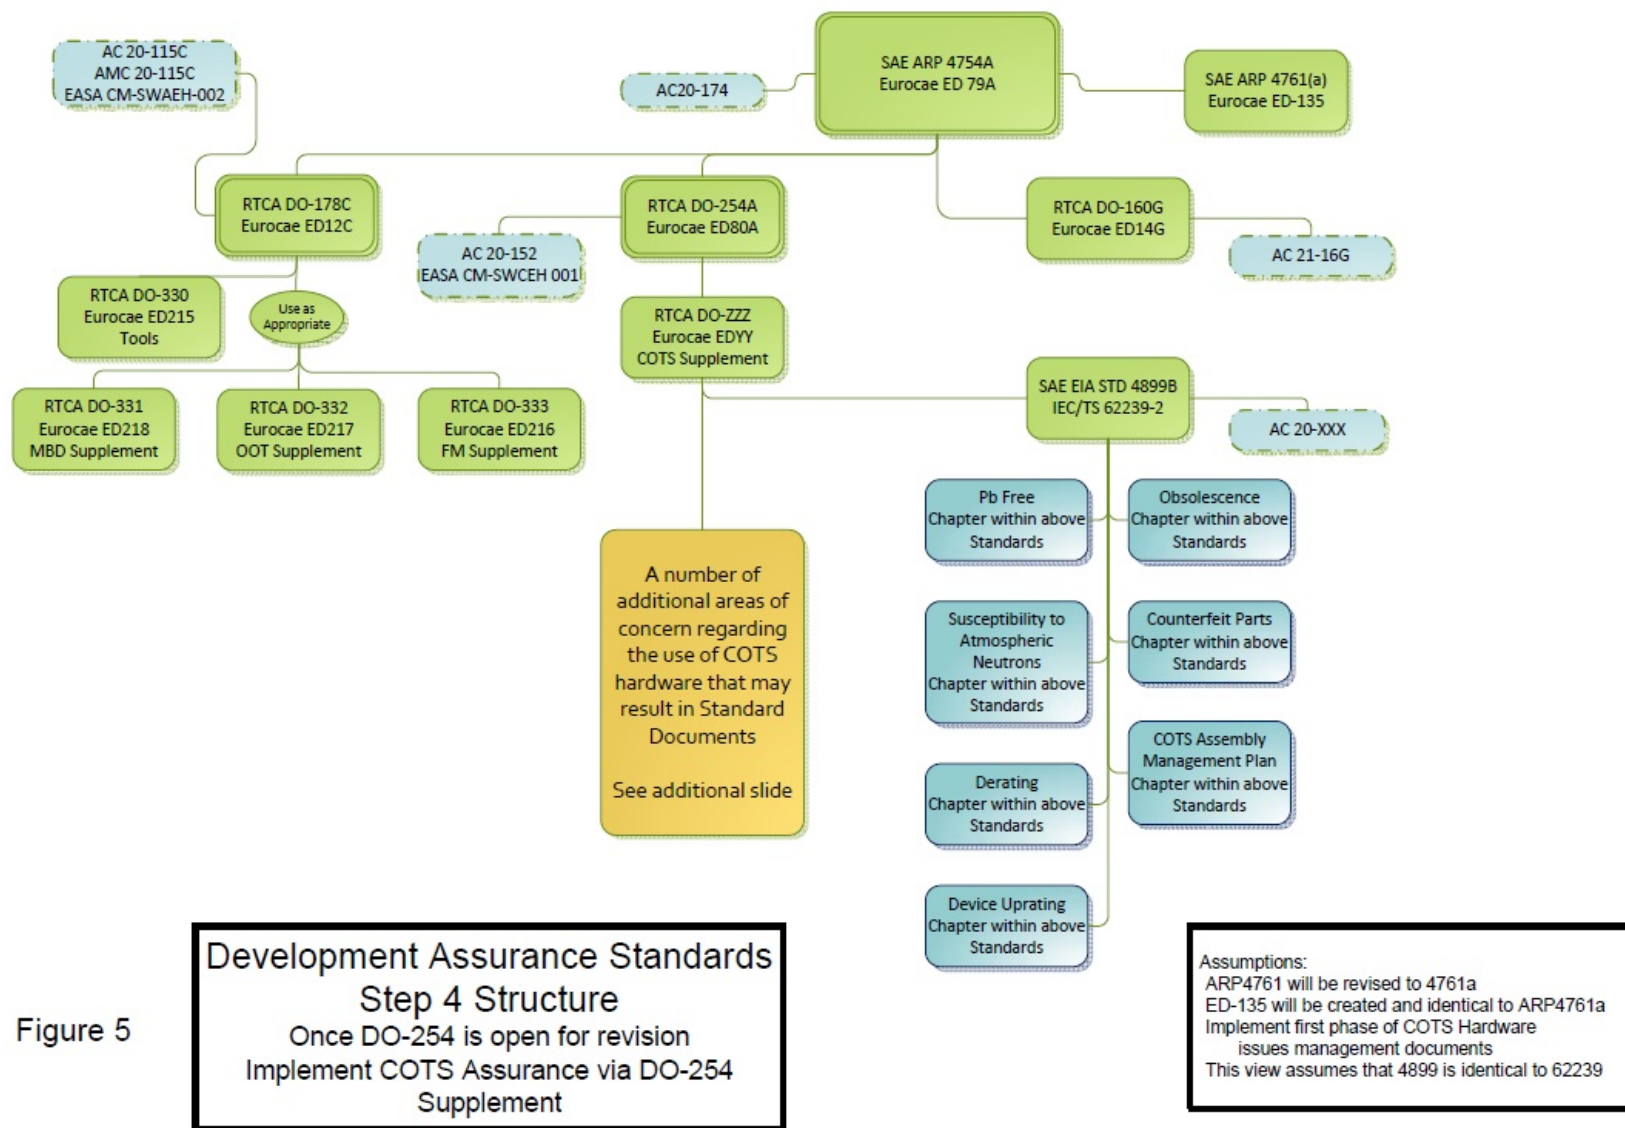 AC 20-115C
AMC 20-115C
EASA CM-SWAEH-002
AC20-174
SAE ARP 4754A
Eurocae ED 79A
SAE ARP 4761(a)
Eurocae ED-135
RTCA DO-178C
Eurocae ED12C
RTCA DO-254A
Eurocae ED80A
RTCA DO-160G
Eurocae ED14G
AC 20-152
EASA CM-SWCEH 001
AC 21-16G
RTCA DO-330
Eurocae ED215
Tools
Use as
Appropriate
RTCA DO-ZZZ
Eurocae EDYY
COTS Supplement
RTCA DO-331
Eurocae ED218
MBD Supplement
RTCA DO-332
Eurocae ED217
OOT Supplement
RTCA DO-333
Eurocae ED216
FM Supplement
SAE EIA STD 4899B
IEC/TS 62239-2
AC 20-XXX
Pb Free
Chapter within above
Standards
Obsolescence
Chapter within above
Standards
A number of
additional areas of
concern regarding
the use of COTS
hardware that may
result in Standard
Documents
See additional slide
Susceptibility to
Atmospheric
Neutrons
Chapter within above
Standards
Counterfeit Parts
Chapter within above
Standards
COTS Assembly
Management Plan
Chapter within above
Standards
Derating
Chapter within above
Standards
Device Uprating
Chapter within above
Standards
Figure 5
Development Assurance Standards
Step 4 Structure
Once DO-254 is open for revision
Implement COTS Assurance via DO-254
Supplement
Assumptions:
ARP4761 will be revised to 4761a
ED-135 will be created and identical to ARP4761a
Implement first phase of COTS Hardware
issues management documents
This view assumes that 4899 is identical to 62239